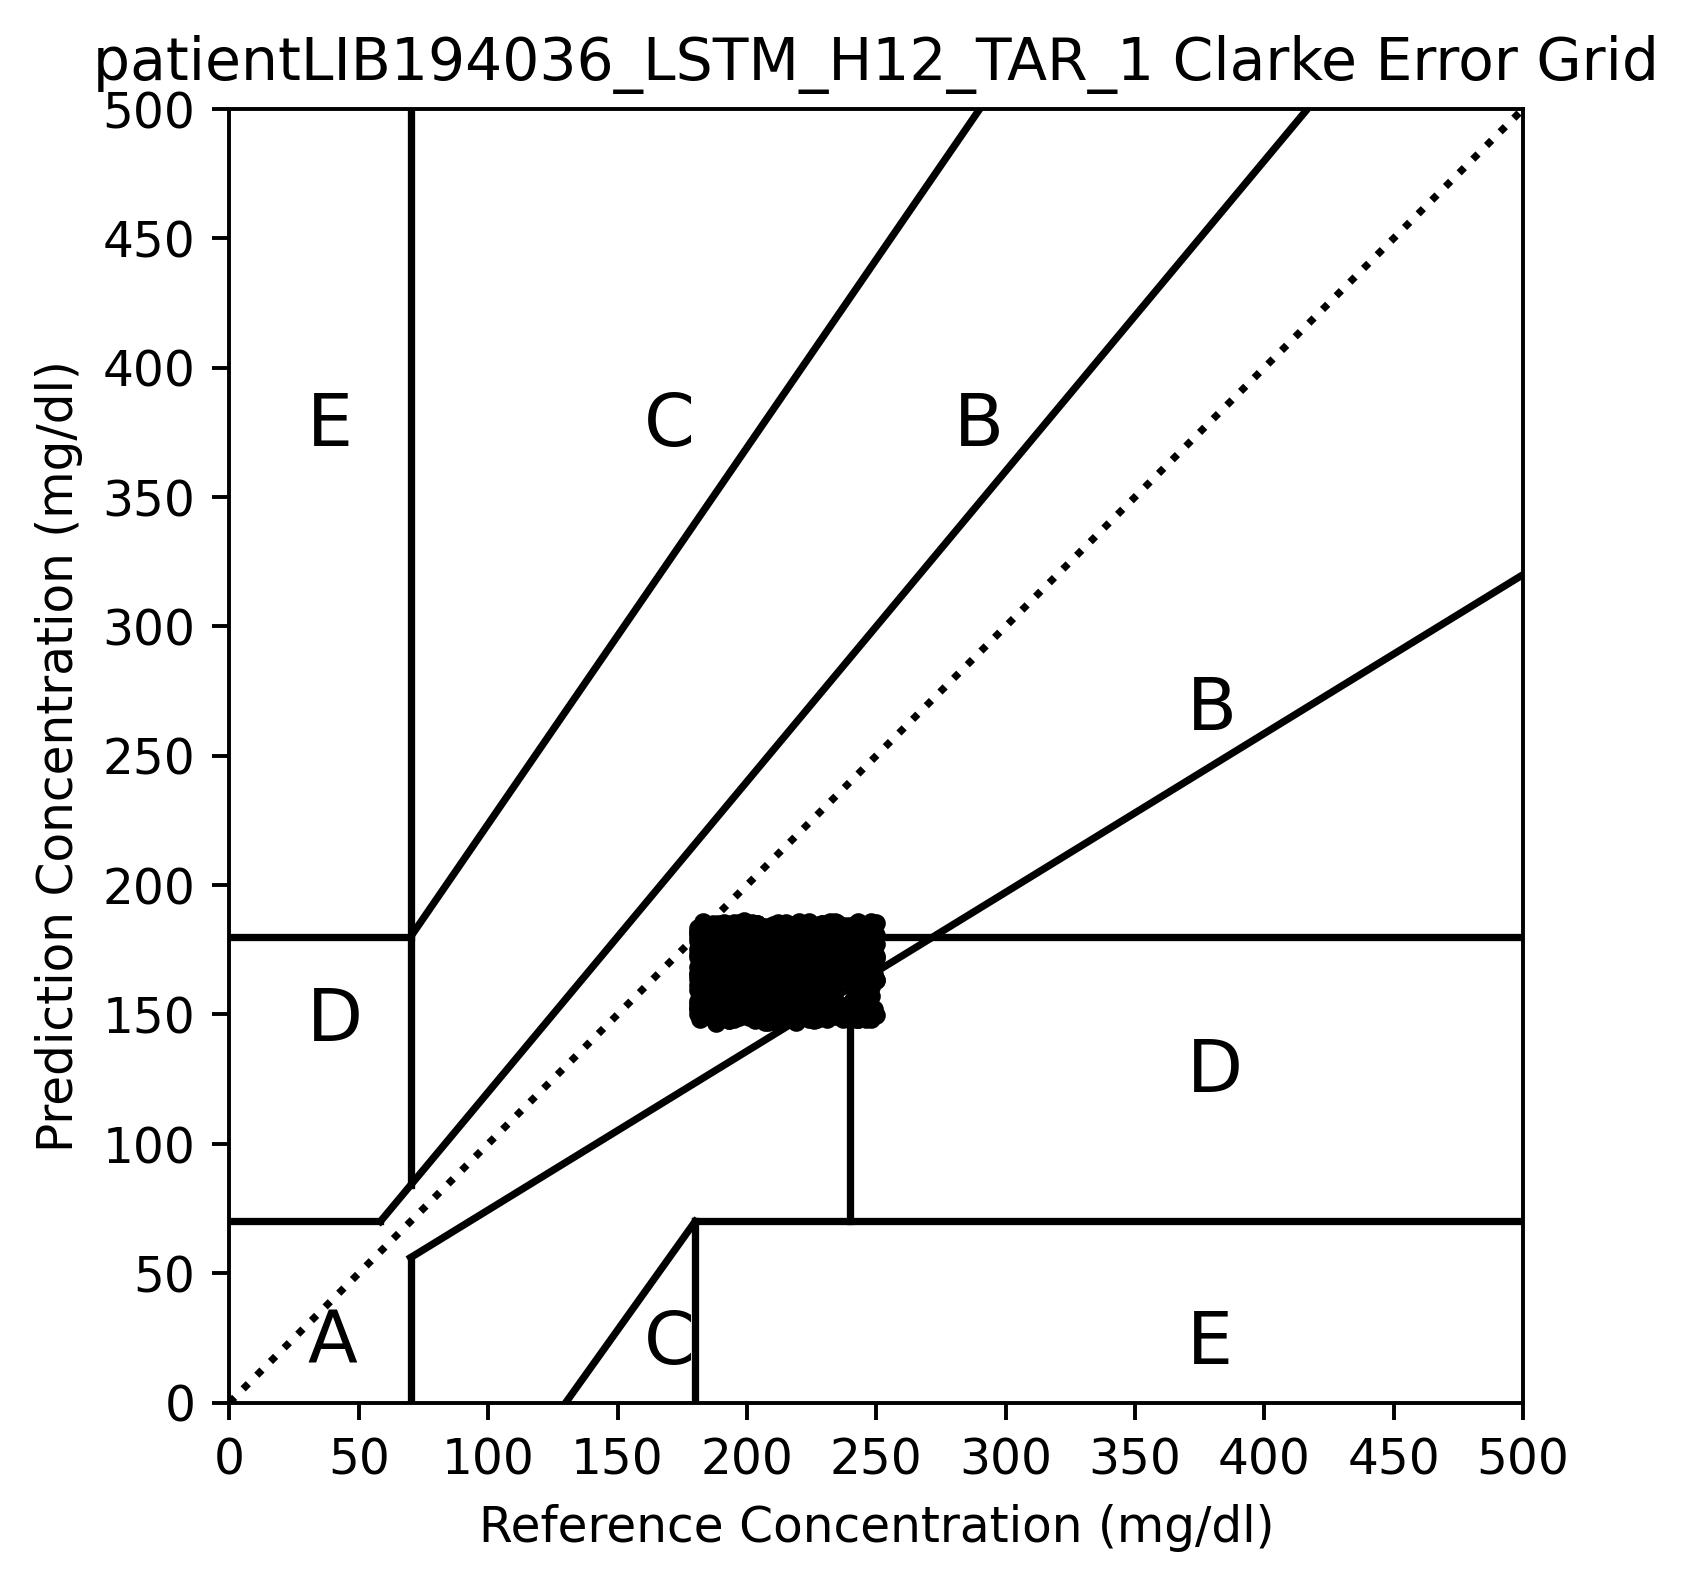 patientLIB194036_LSTM_H12_TAR_1 Clarke Error Grid
500
450
400
350
300
250
200
150
100
50
0
Prediction Concentration (mg/dl)
E
C
B
B
D
D
A
C
E
0 50 100 150 200 250 300 350 400 450 500
Reference Concentration (mg/dl)